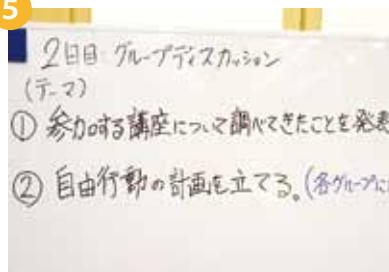 5
2日目 グループディスカッション
(テーマ)
① 参加する講座について調べてきたことを発表
② 自由行動の計画を立てる。(各グループに